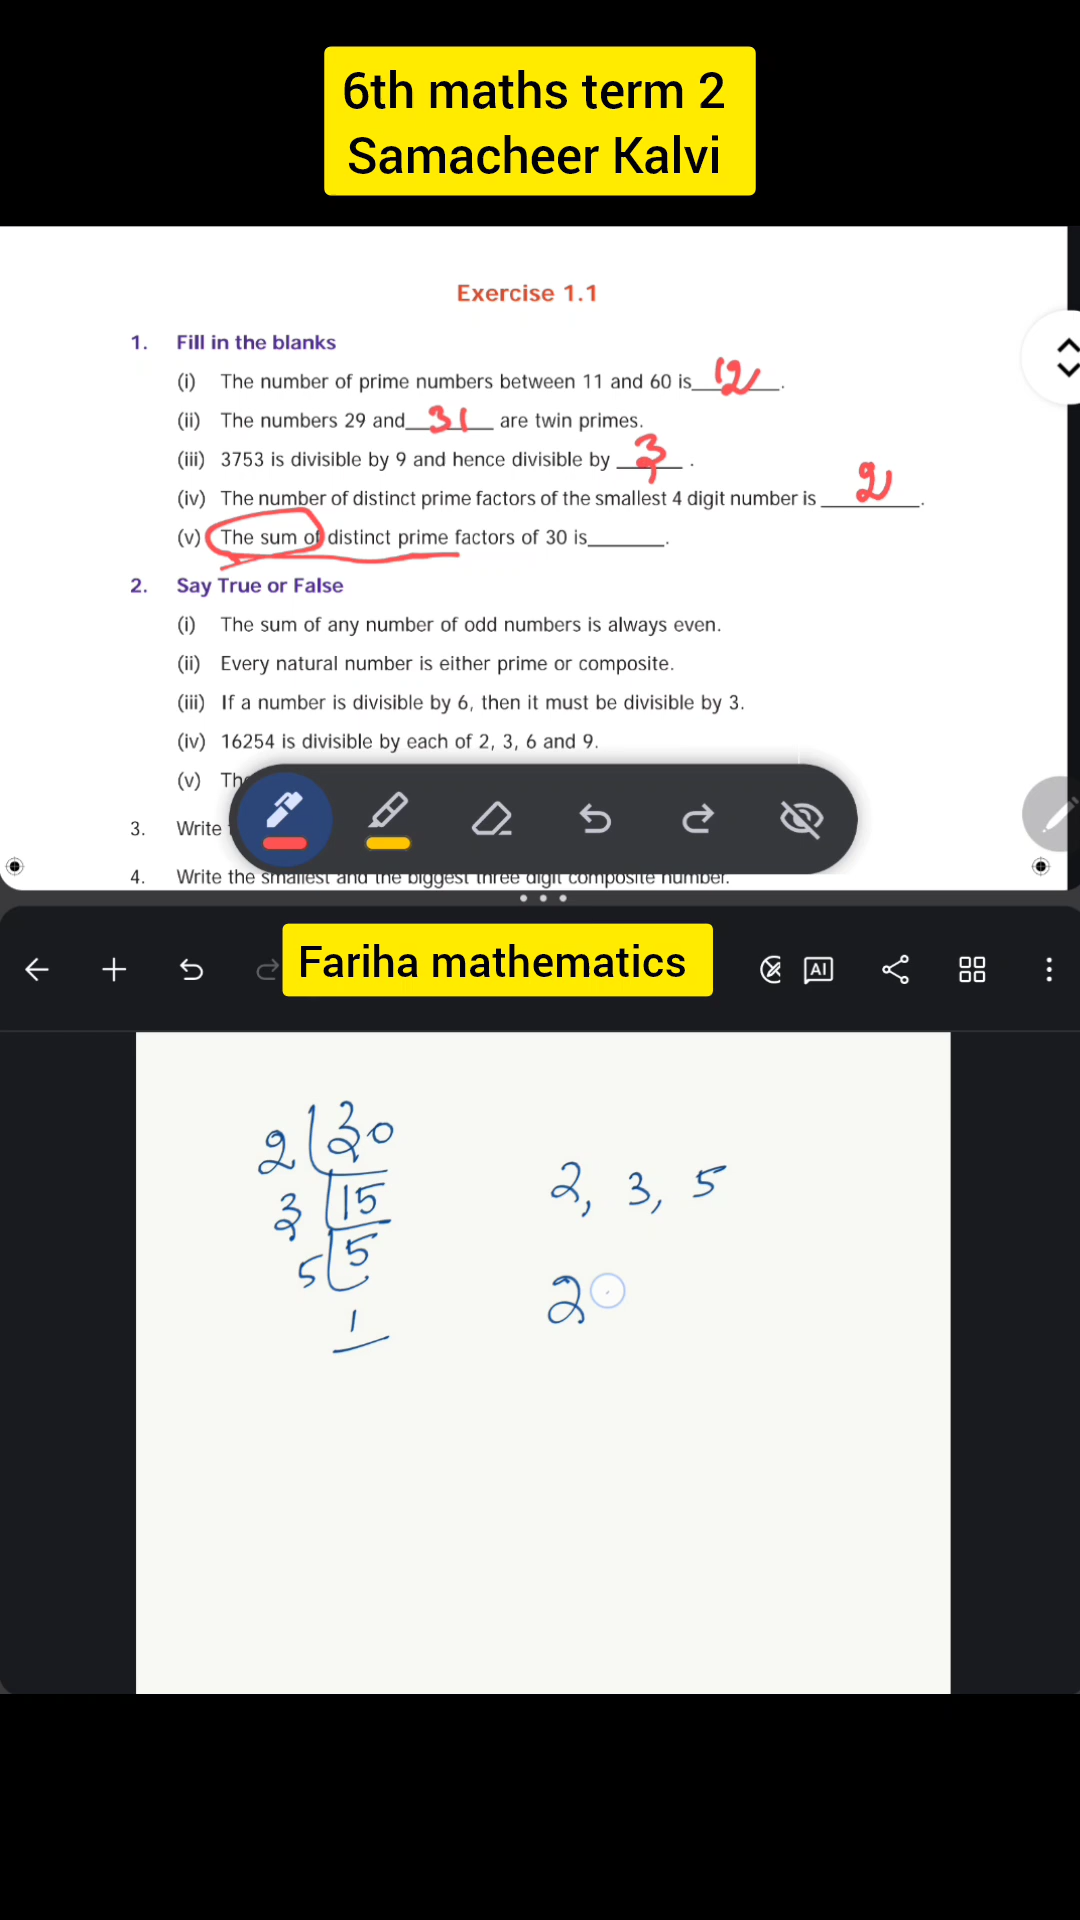 6th maths term 2
Samacheer Kalvi
Exercise 1.1
1. Fill in the blanks
(i) The number of prime numbers between 11 and 60 is 12.
(ii) The numbers 29 and 31 are twin primes.
(iii) 3753 is divisible by 9 and hence divisible by 3.
(iv) The number of distinct prime factors of the smallest 4 digit number is 2.
(v) The sum of distinct prime factors of 30 is_______.
2. Say True or False
(i) The sum of any number of odd numbers is always even.
(ii) Every natural number is either prime or composite.
(iii) If a number is divisible by 6, then it must be divisible by 3.
(iv) 16254 is divisible by each of 2, 3, 6 and 9.
(v)
3. Write
4. Write the smallest and the biggest three digit composite number.
Fariha mathematics
AI
2 30
3 15
5 5
1
2, 3, 5
2